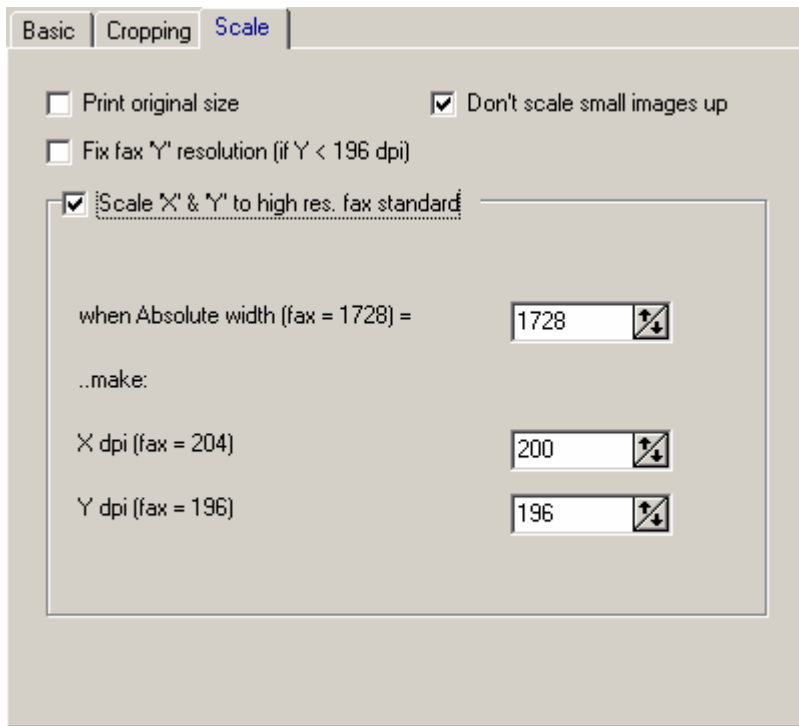 Basic Cropping Scale
Print original size Don't scale small images up
Fix fax 'Y' resolution (if Y < 196 dpi)
Scale 'X' & 'Y' to high res. fax standard
when Absolute width (fax = 1728) = 1728
..make:
X dpi (fax = 204) 200
Y dpi (fax = 196) 196